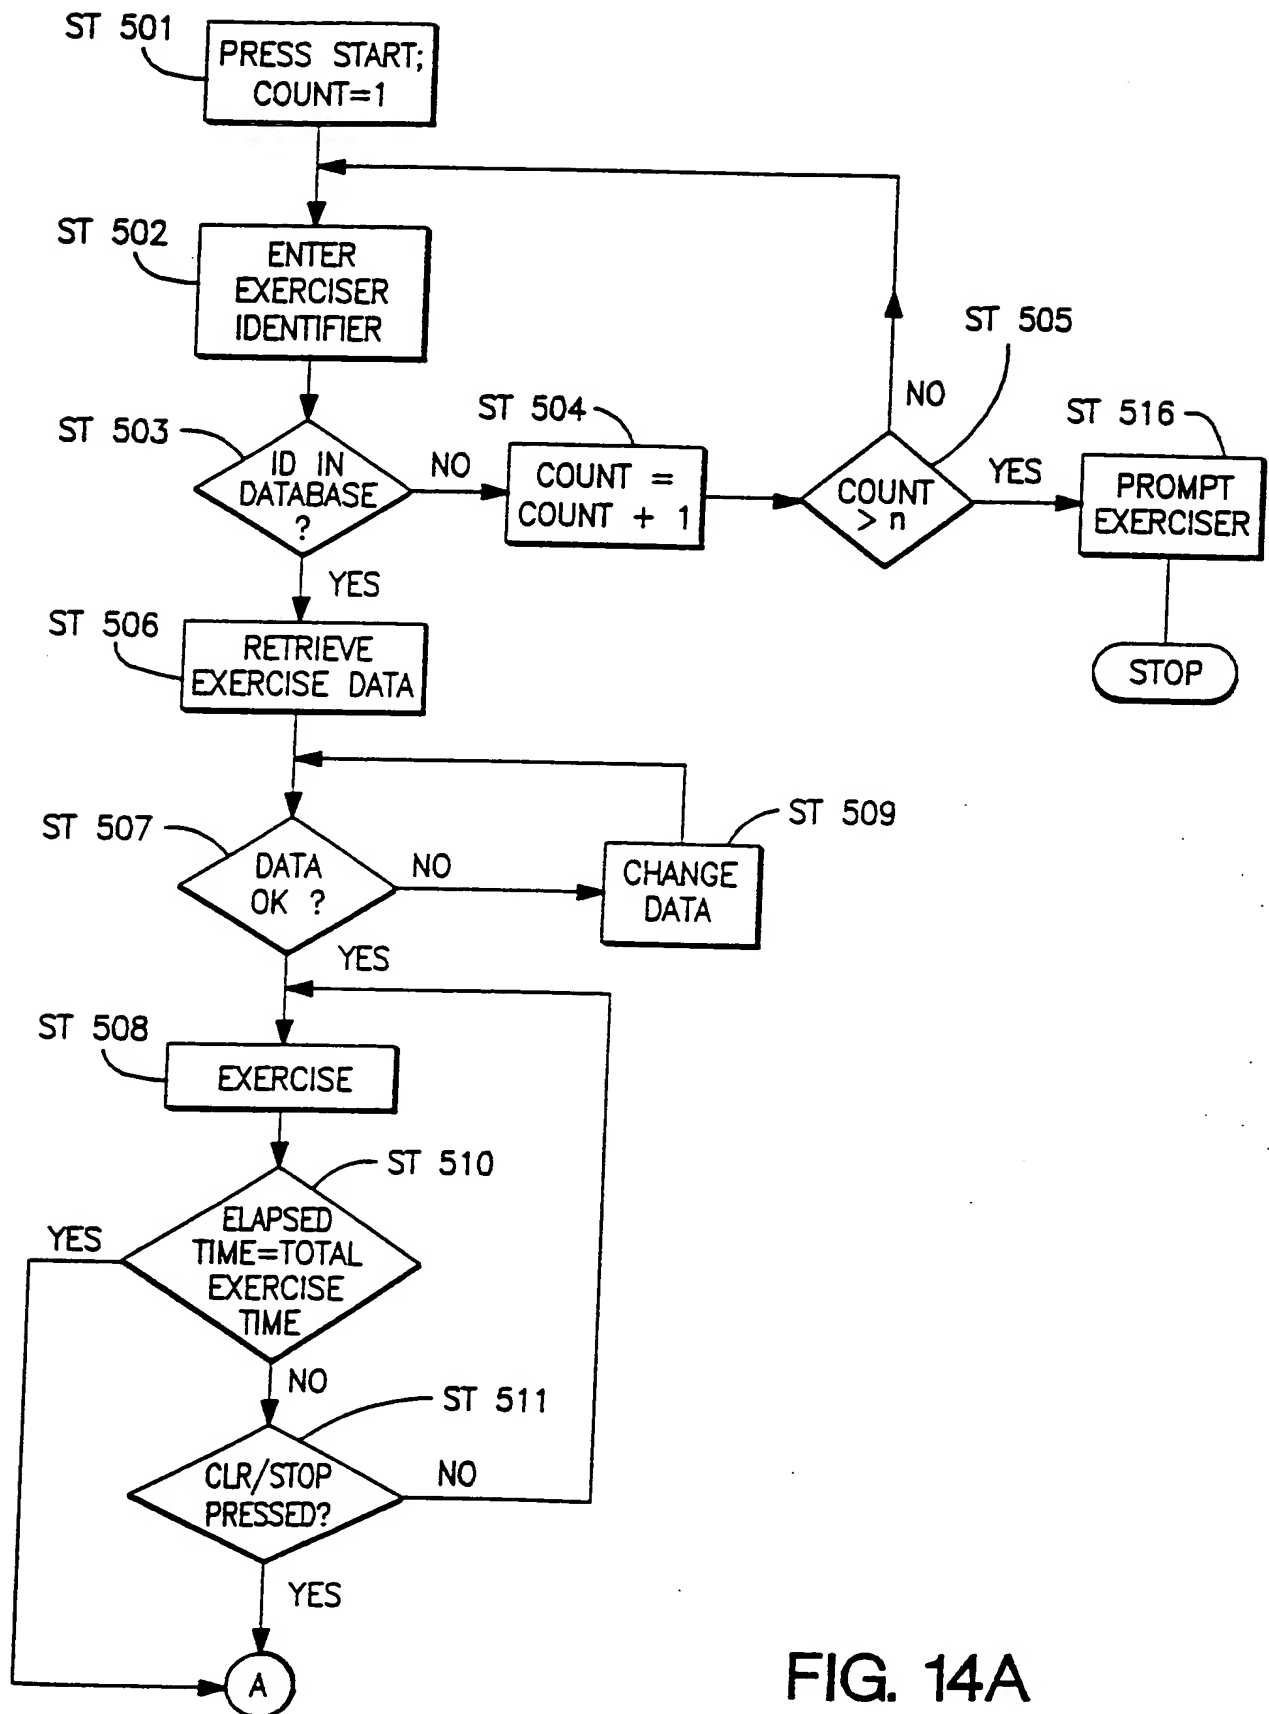 ST 501
PRESS START;
COUNT=1
ST 502
ENTER
EXERCISER
IDENTIFIER
ST 503
ID IN
DATABASE
?
NO
YES
ST 504
COUNT =
COUNT + 1
ST 505
COUNT
> n
NO
YES
ST 516
PROMPT
EXERCISER
STOP
ST 506
RETRIEVE
EXERCISE DATA
ST 507
DATA
OK ?
NO
YES
ST 509
CHANGE
DATA
ST 508
EXERCISE
ST 510
ELAPSED
TIME=TOTAL
EXERCISE
TIME
YES
NO
ST 511
CLR/STOP
PRESSED?
NO
YES
A
FIG. 14A